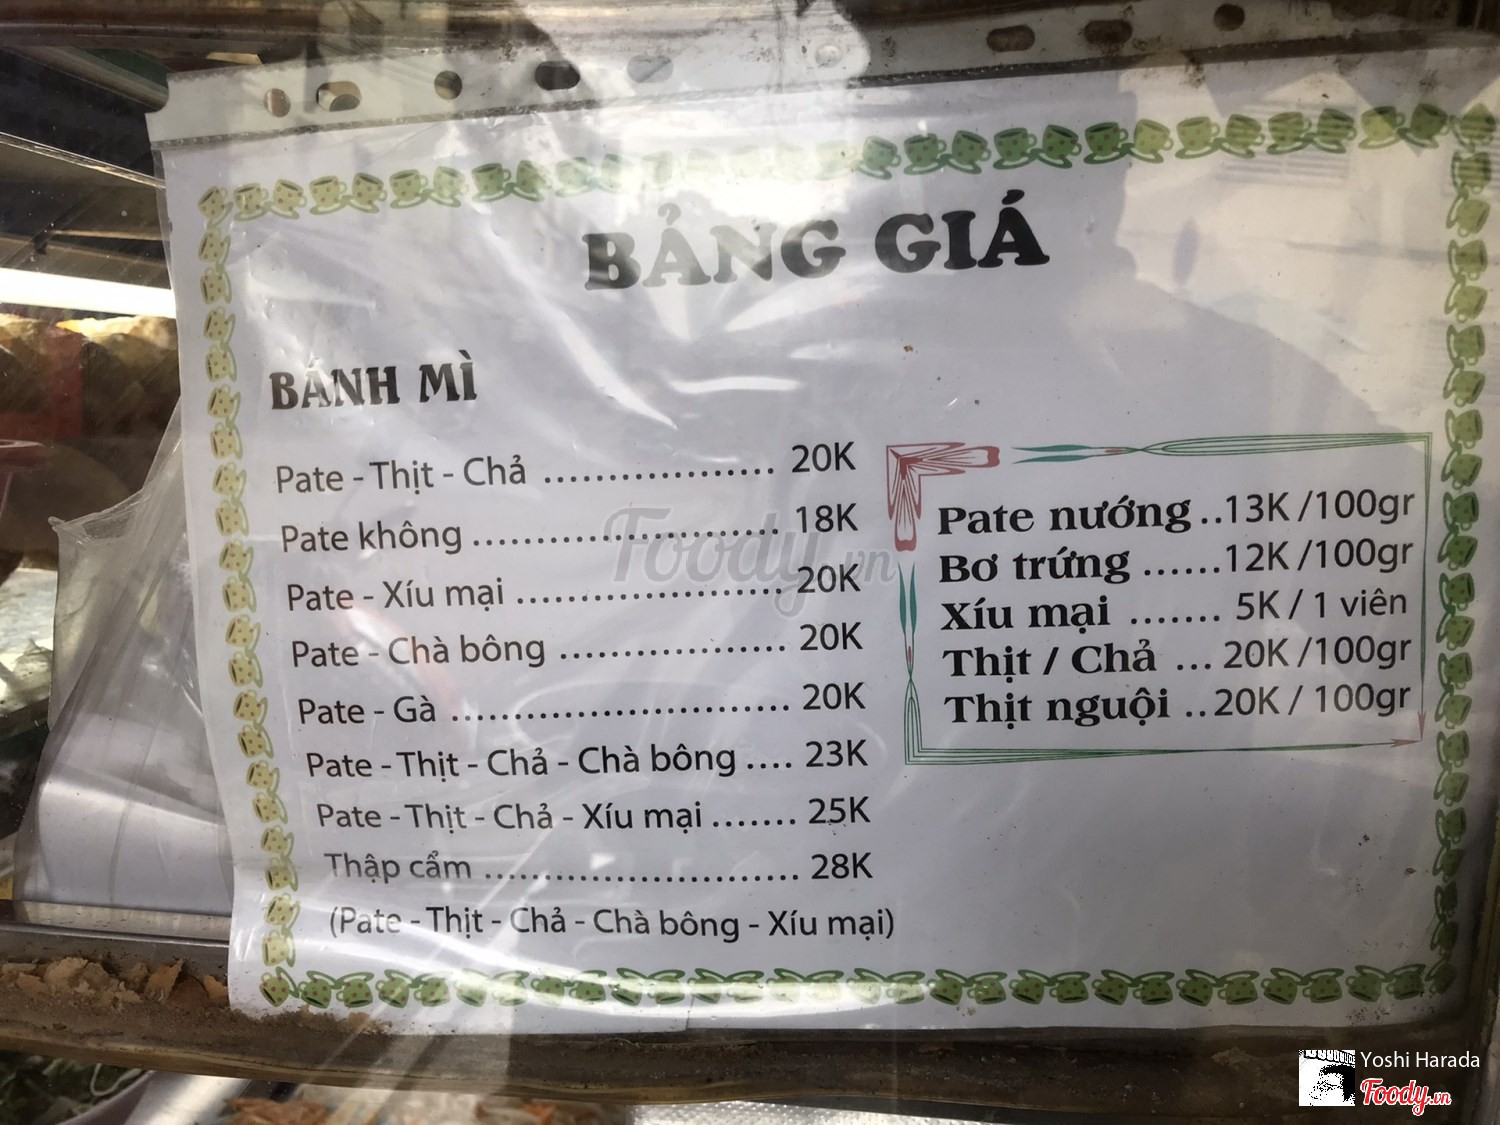 BẢNG GIÁ
BÁNH MÌ
Pate - Thịt - Chả .................. 20K
Pate không ........................ 18K
Pate - Xíu mại ..................... 20K
Pate - Chà bông .................. 20K
Pate - Gà ........................... 20K
Pate - Thịt - Chả - Chà bông .... 23K
Pate - Thịt - Chả - Xíu mại ....... 25K
Thập cẩm ......................... 28K
(Pate - Thịt - Chả - Chà bông - Xíu mại)
Pate nướng ..13K /100gr
Bơ trứng ......12K /100gr
Xíu mại ....... 5K / 1 viên
Thịt / Chả ... 20K /100gr
Thịt nguội ..20K / 100gr
Foody.vn
Yoshi Harada
Foody.vn